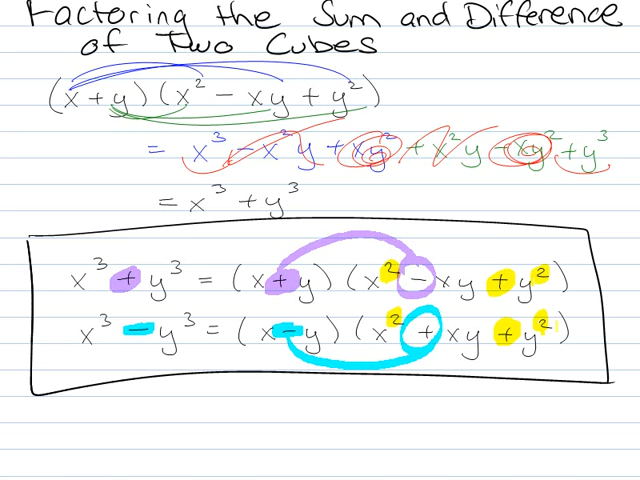 Factoring the Sum and Difference
of Two Cubes
(x + y) (x² - xy + y²)
= x³ - x²y + xy² + x²y - xy² + y³
= x³ + y³
x³ + y³ = (x + y) (x² - xy + y²)
x³ - y³ = (x - y) (x² + xy + y²)